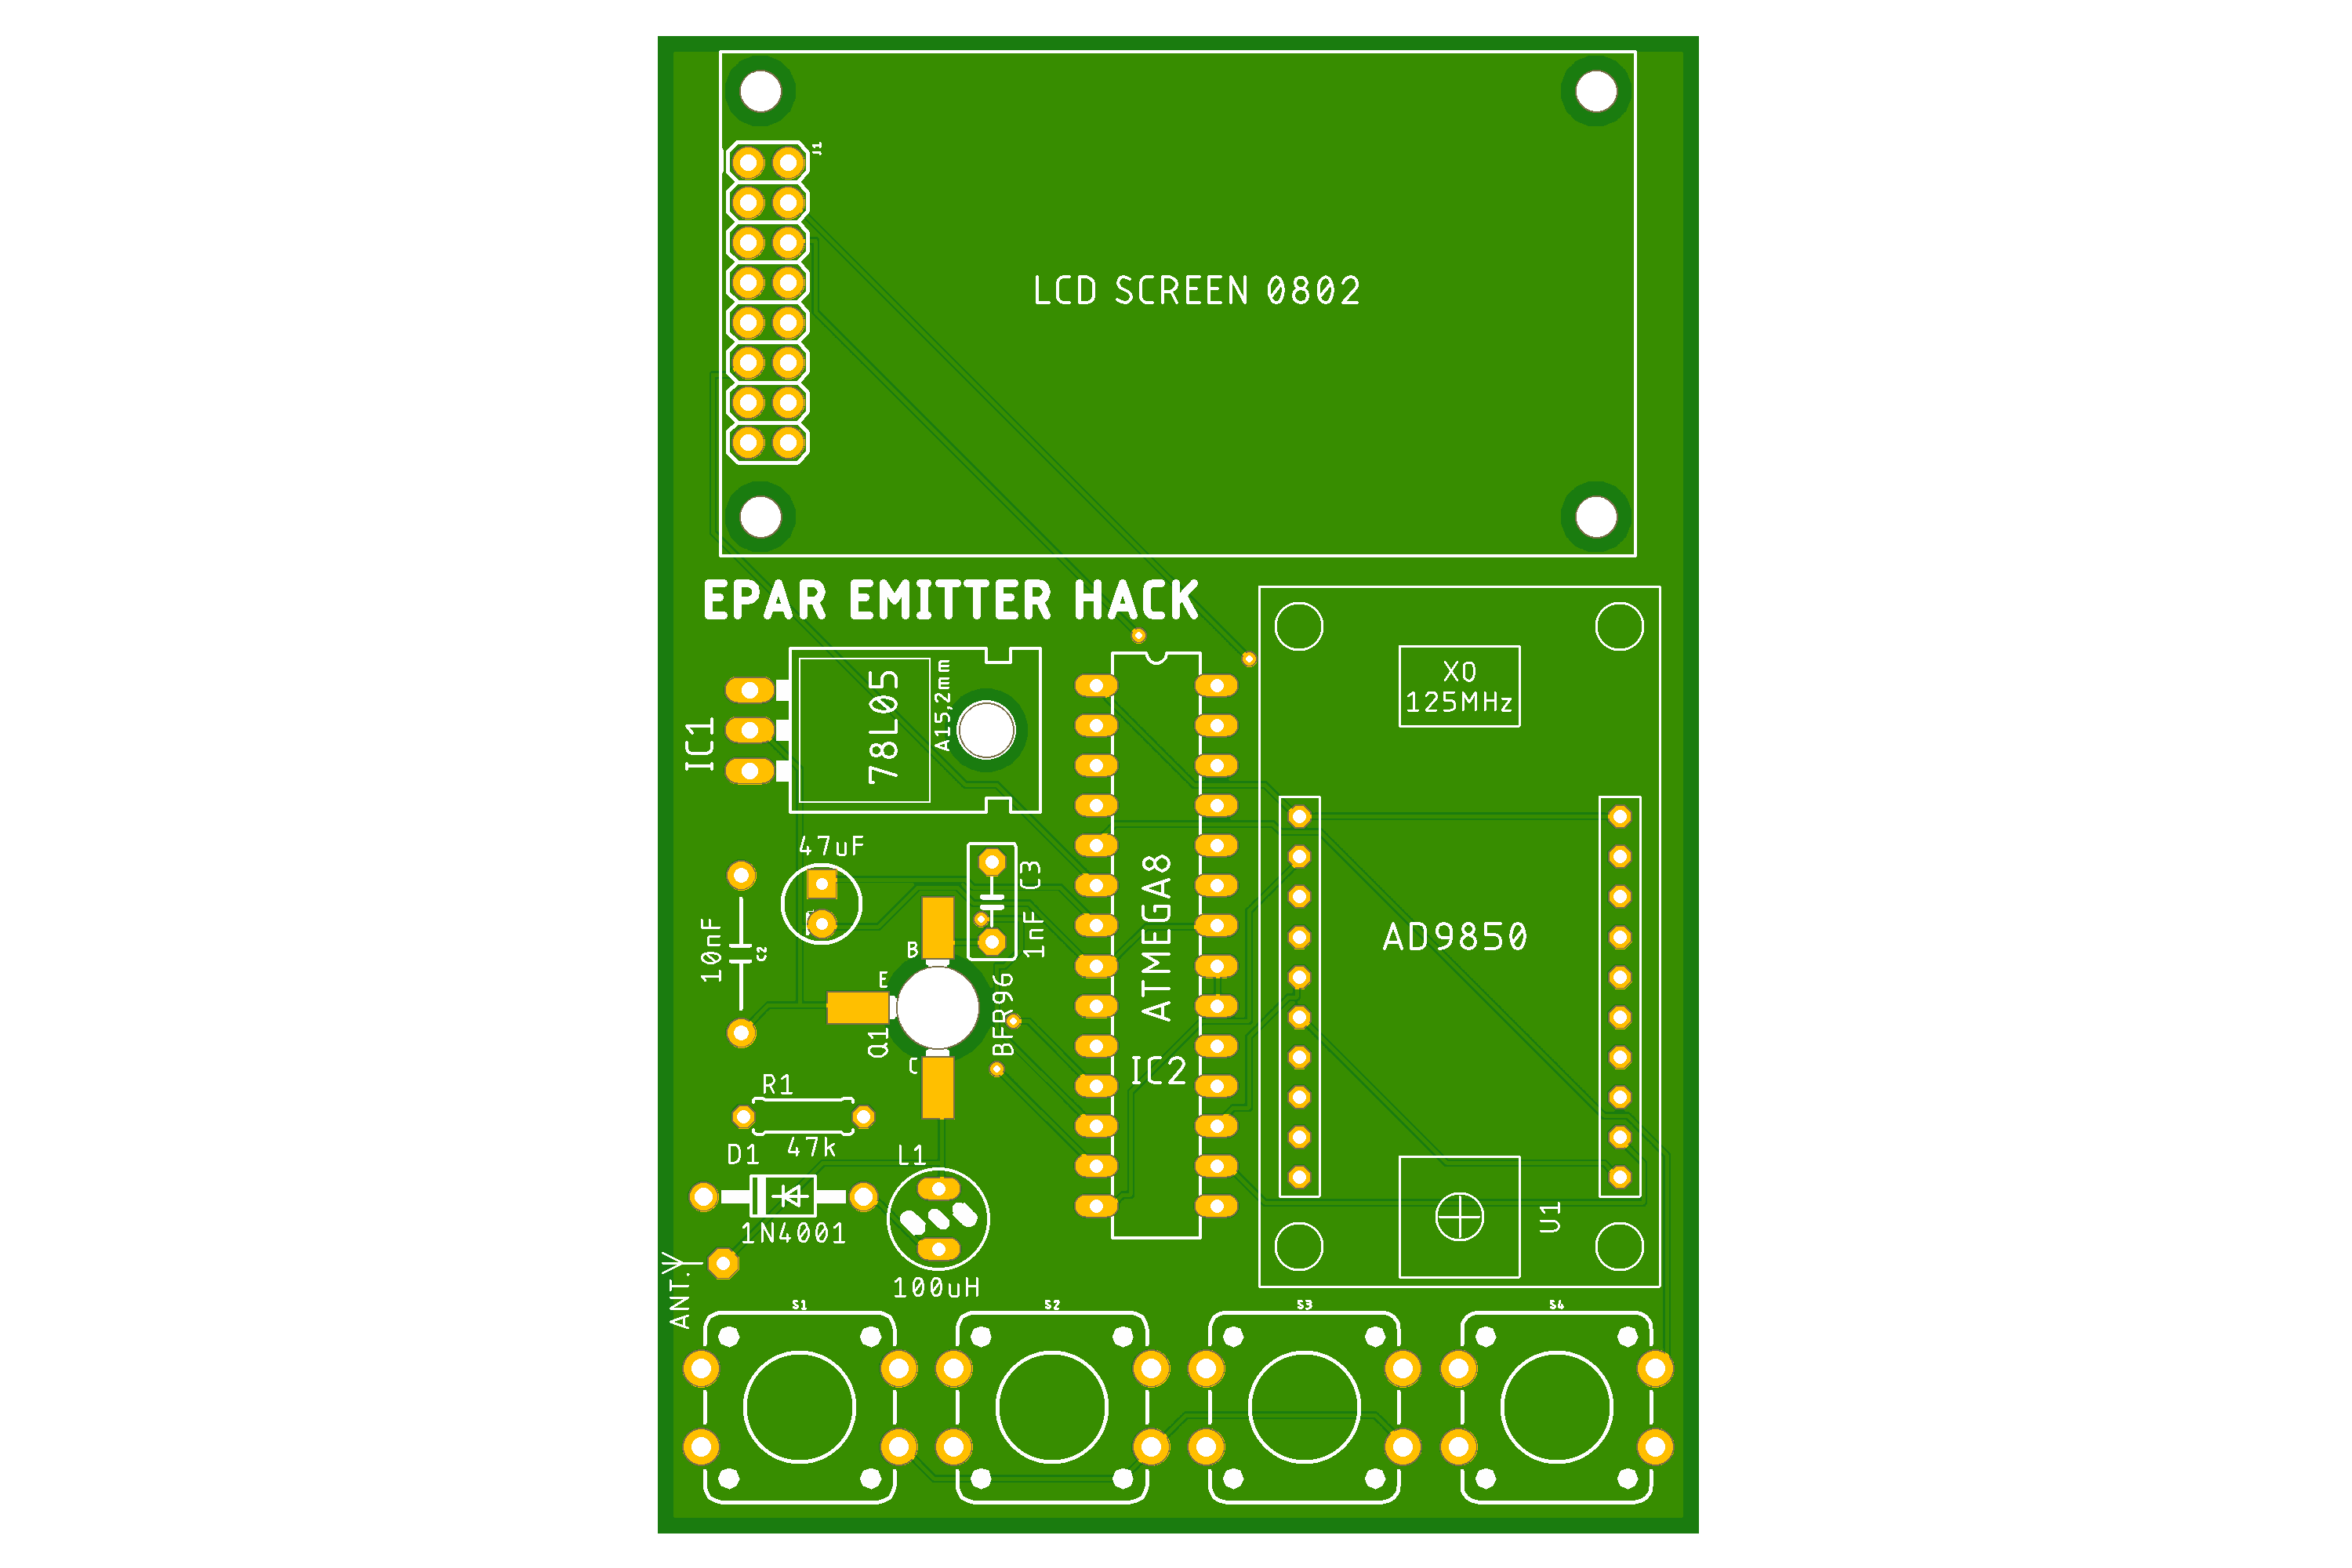 J1
LCD SCREEN 0802
EPAR EMITTER HACK
XO
125MHz
IC1
78L05
A15,2mm
47uF
C3
1nF
10nF
C2
B
E
C
Q1
BFR96
ATMEGA8
IC2
AD9850
R1
47k
D1
1N4001
L1
100uH
U1
ANT.
S1
S2
S3
S4